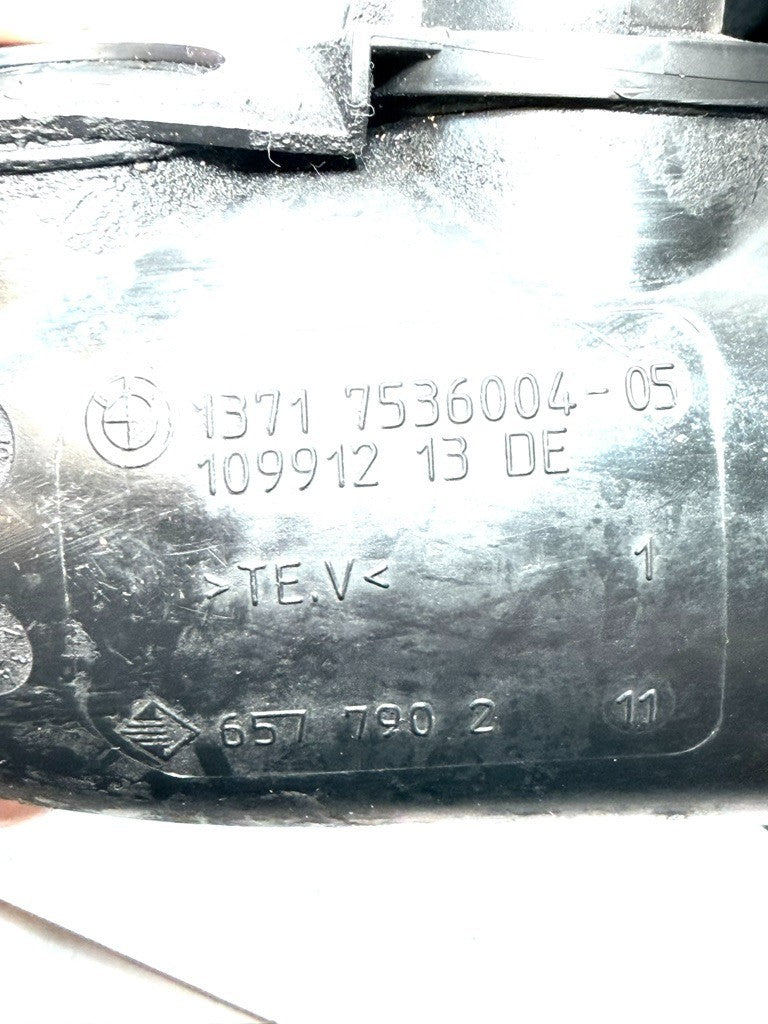 1371 7536004-05
109912 13 DE
>TE.V< 1
657 790 2 11